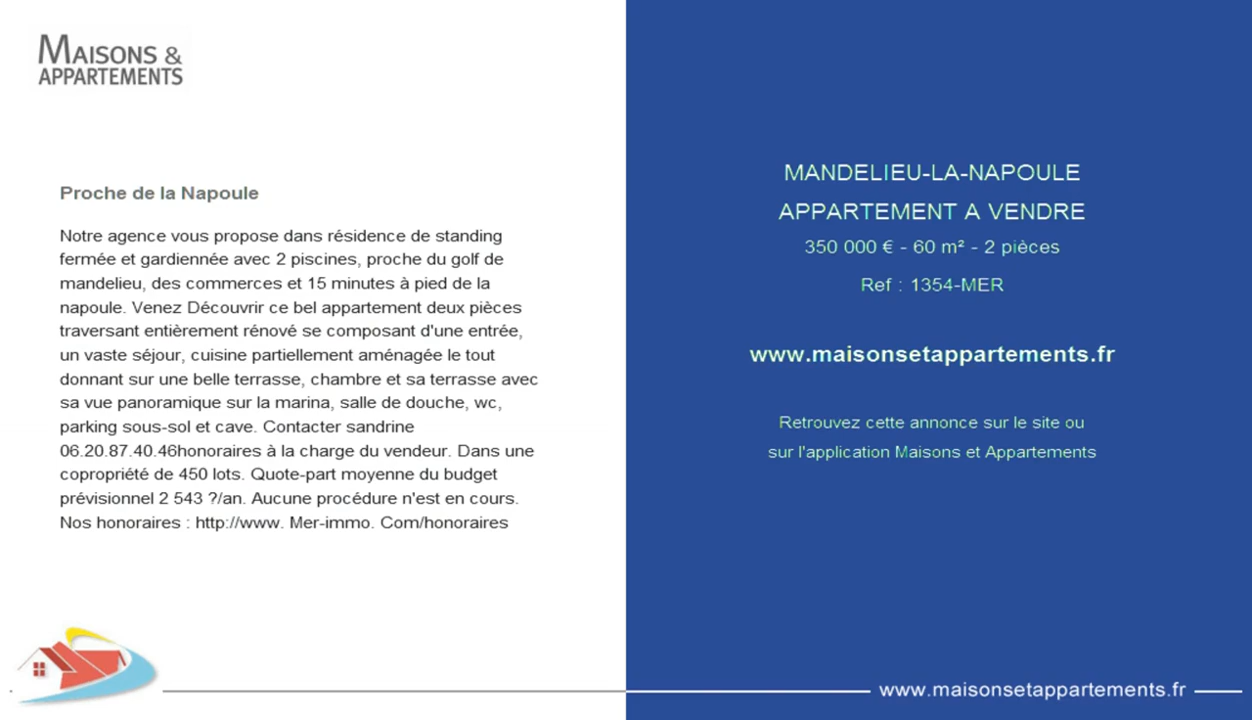 MAISONS &
APPARTEMENTS
Proche de la Napoule
Notre agence vous propose dans résidence de standing
fermée et gardiennée avec 2 piscines, proche du golf de
mandelieu, des commerces et 15 minutes à pied de la
napoule. Venez Découvrir ce bel appartement deux pièces
traversant entièrement rénové se composant d'une entrée,
un vaste séjour, cuisine partiellement aménagée le tout
donnant sur une belle terrasse, chambre et sa terrasse avec
sa vue panoramique sur la marina, salle de douche, wc,
parking sous-sol et cave. Contacter sandrine
06.20.87.40.46honoraires à la charge du vendeur. Dans une
copropriété de 450 lots. Quote-part moyenne du budget
prévisionnel 2 543 ?/an. Aucune procédure n'est en cours.
Nos honoraires : http://www. Mer-immo. Com/honoraires
MANDELIEU-LA-NAPOULE
APPARTEMENT A VENDRE
350 000 € - 60 m² - 2 pièces
Ref : 1354-MER
www.maisonsetappartements.fr
Retrouvez cette annonce sur le site ou
sur l'application Maisons et Appartements
www.maisonsetappartements.fr